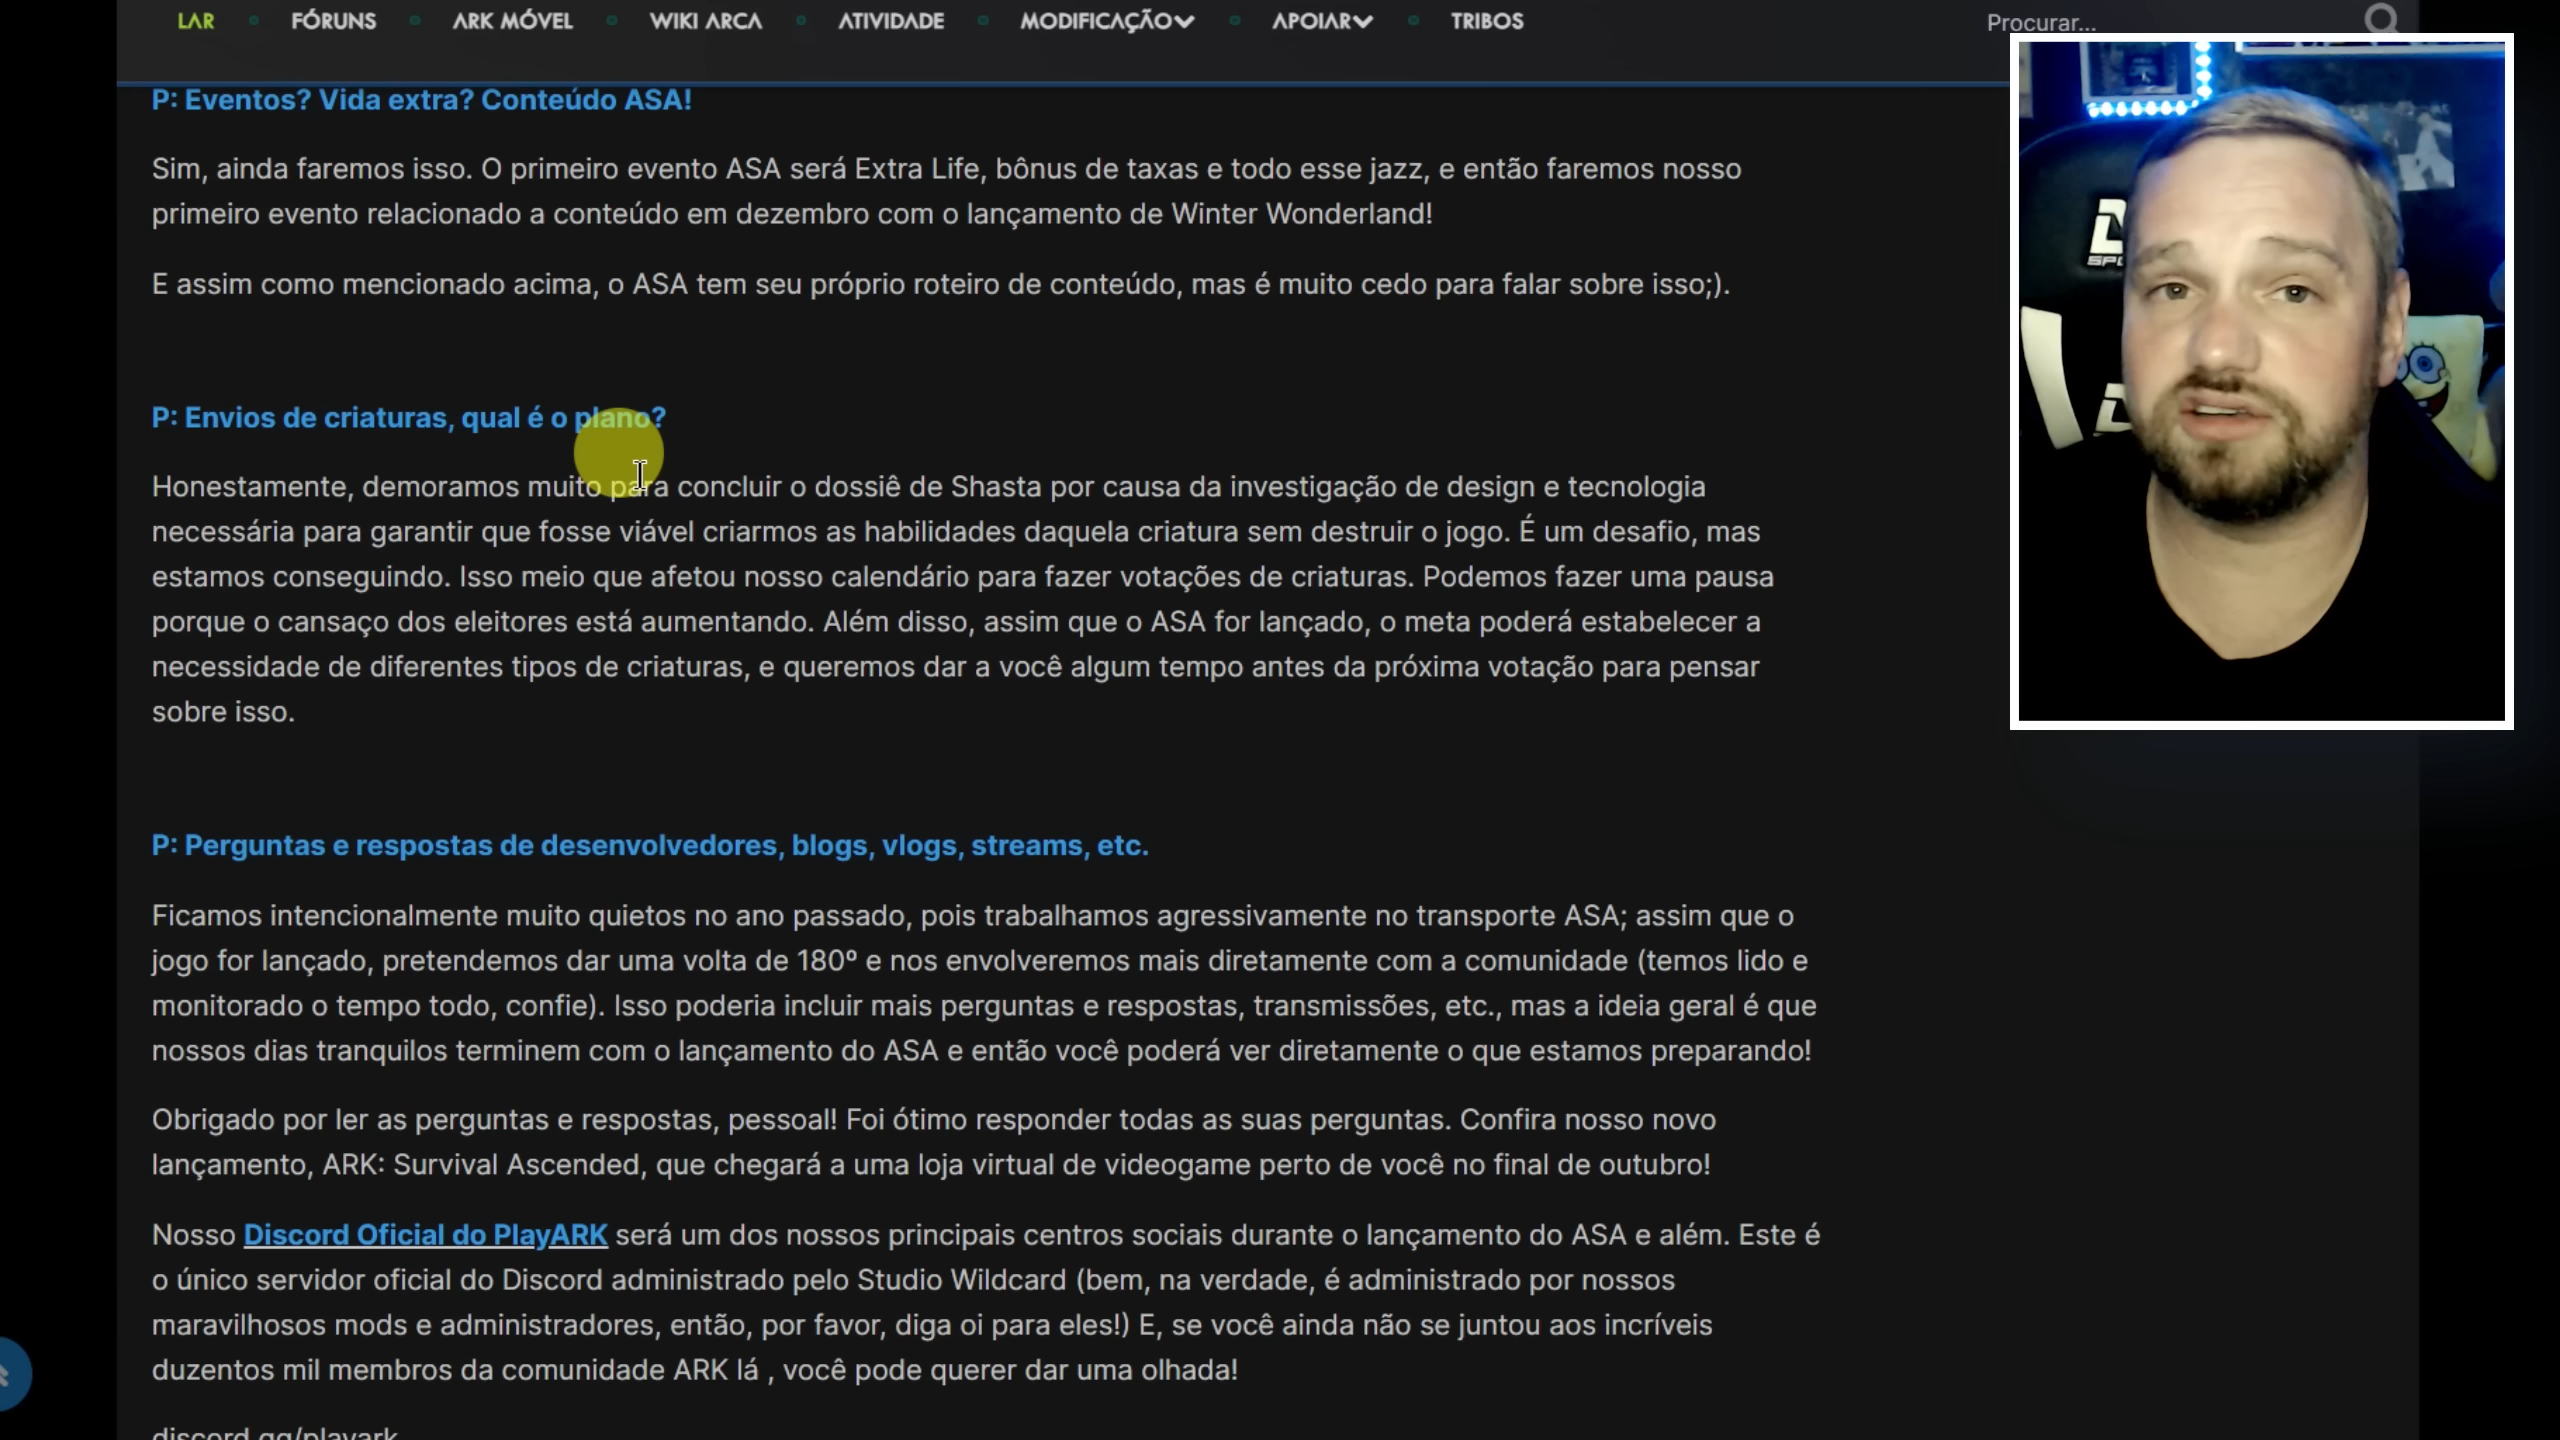 LAR
FÓRUNS
ARK MÓVEL
WIKI ARCA
ATIVIDADE
MODIFICAÇÃO
APOIAR
TRIBOS
Procurar...
P: Eventos? Vida extra? Conteúdo ASA!
Sim, ainda faremos isso. O primeiro evento ASA será Extra Life, bônus de taxas e todo esse jazz, e então faremos nosso
primeiro evento relacionado a conteúdo em dezembro com o lançamento de Winter Wonderland!
E assim como mencionado acima, o ASA tem seu próprio roteiro de conteúdo, mas é muito cedo para falar sobre isso;).
P: Envios de criaturas, qual é o plano?
Honestamente, demoramos muito para concluir o dossiê de Shasta por causa da investigação de design e tecnologia
necessária para garantir que fosse viável criarmos as habilidades daquela criatura sem destruir o jogo. É um desafio, mas
estamos conseguindo. Isso meio que afetou nosso calendário para fazer votações de criaturas. Podemos fazer uma pausa
porque o cansaço dos eleitores está aumentando. Além disso, assim que o ASA for lançado, o meta poderá estabelecer a
necessidade de diferentes tipos de criaturas, e queremos dar a você algum tempo antes da próxima votação para pensar
sobre isso.
P: Perguntas e respostas de desenvolvedores, blogs, vlogs, streams, etc.
Ficamos intencionalmente muito quietos no ano passado, pois trabalhamos agressivamente no transporte ASA; assim que o
jogo for lançado, pretendemos dar uma volta de 180º e nos envolveremos mais diretamente com a comunidade (temos lido e
monitorado o tempo todo, confie). Isso poderia incluir mais perguntas e respostas, transmissões, etc., mas a ideia geral é que
nossos dias tranquilos terminem com o lançamento do ASA e então você poderá ver diretamente o que estamos preparando!
Obrigado por ler as perguntas e respostas, pessoal! Foi ótimo responder todas as suas perguntas. Confira nosso novo
lançamento, ARK: Survival Ascended, que chegará a uma loja virtual de videogame perto de você no final de outubro!
Nosso Discord Oficial do PlayARK será um dos nossos principais centros sociais durante o lançamento do ASA e além. Este é
o único servidor oficial do Discord administrado pelo Studio Wildcard (bem, na verdade, é administrado por nossos
maravilhosos mods e administradores, então, por favor, diga oi para eles!) E, se você ainda não se juntou aos incríveis
duzentos mil membros da comunidade ARK lá , você pode querer dar uma olhada!
discord.gg/playark